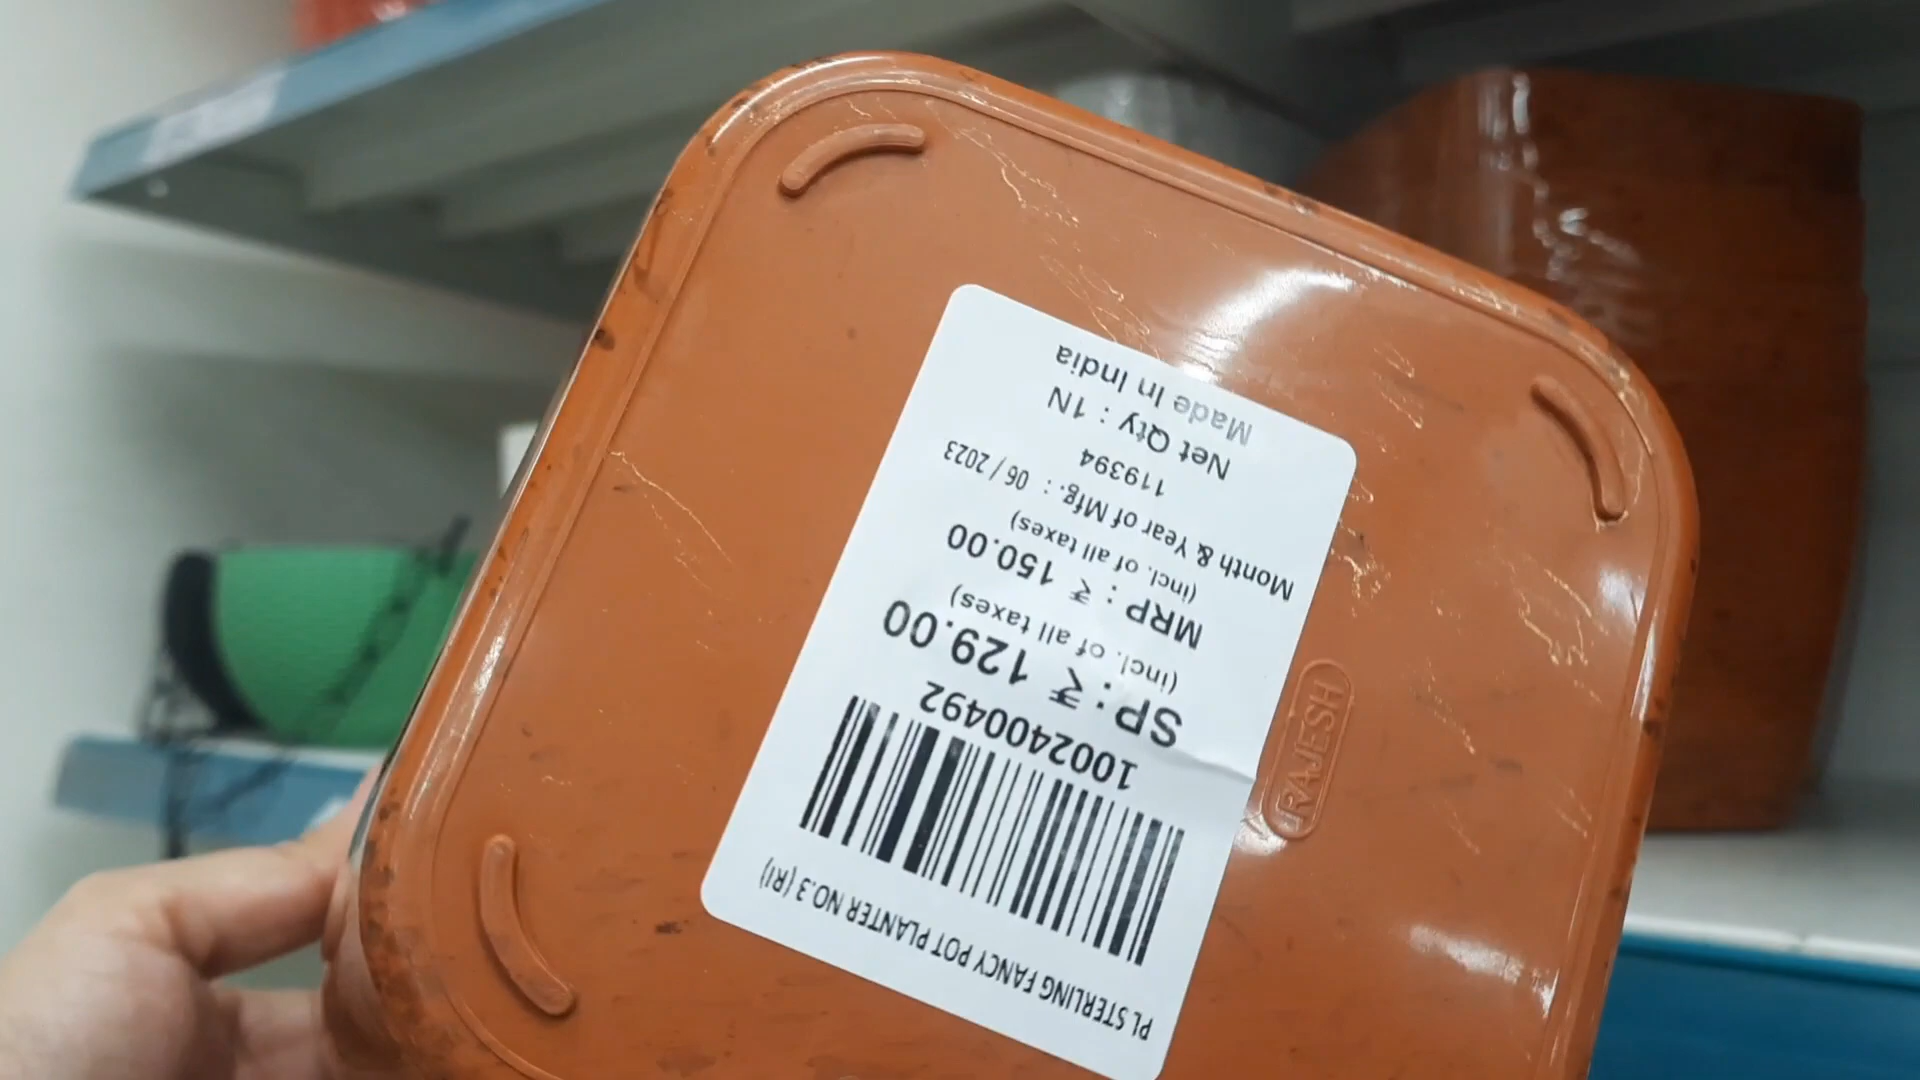 PL STERLING FANCY POT PLANTER NO.3 (RI)
1002400492
SP: ₹ 129.00
(incl. of all taxes)
MRP : ₹ 150.00
(incl. of all taxes)
Month & Year of Mfg. : 06 / 2023
119394
Net Qty : 1N
Made In India
RAJESH